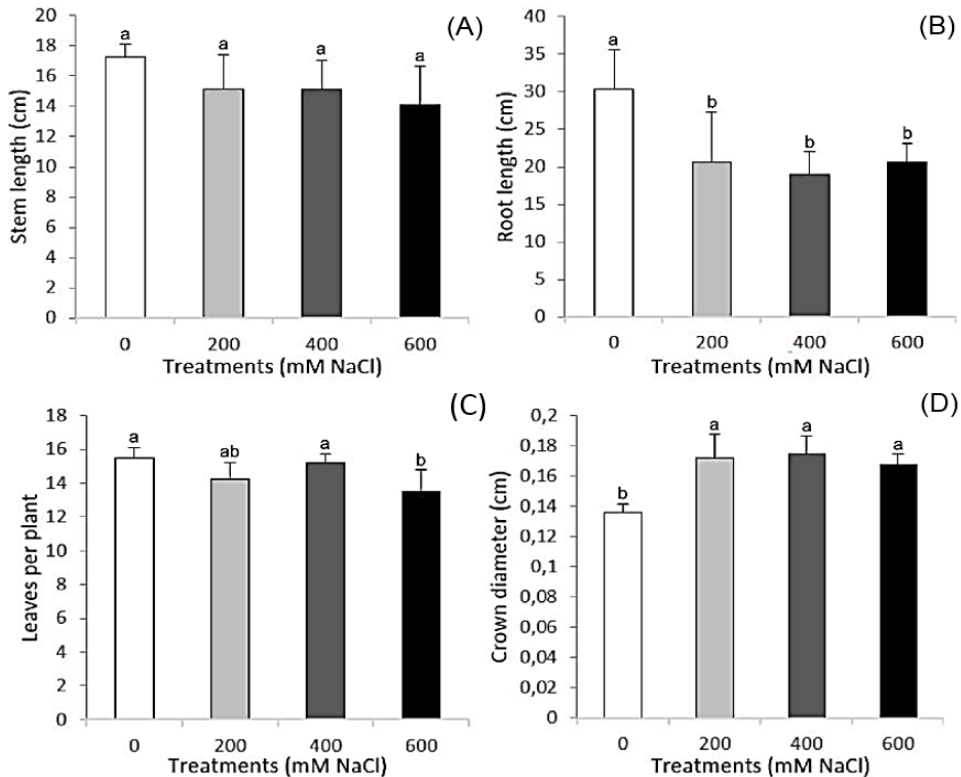 (A)
Stem length (cm)
20
18
16
14
12
10
8
6
4
2
0
a
a
a
a
0
200
400
600
Treatments (mM NaCl)
(B)
Root length (cm)
40
35
30
25
20
15
10
5
0
a
b
b
b
0
200
400
600
Treatments (mM NaCl)
(C)
Leaves per plant
18
16
14
12
10
8
6
4
2
0
a
ab
a
b
0
200
400
600
Treatments (mM NaCl)
(D)
Crown diameter (cm)
0,2
0,18
0,16
0,14
0,12
0,1
0,08
0,06
0,04
0,02
0
b
a
a
a
0
200
400
600
Treatments (mM NaCl)